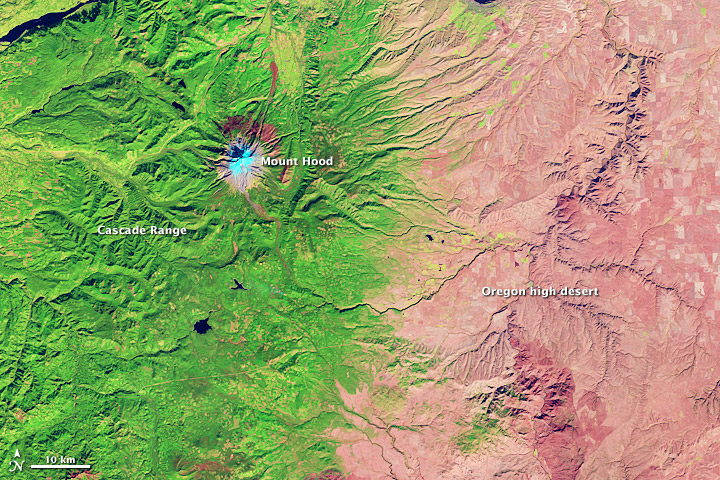 Mount Hood
Cascade Range
Oregon high desert
N
10 km